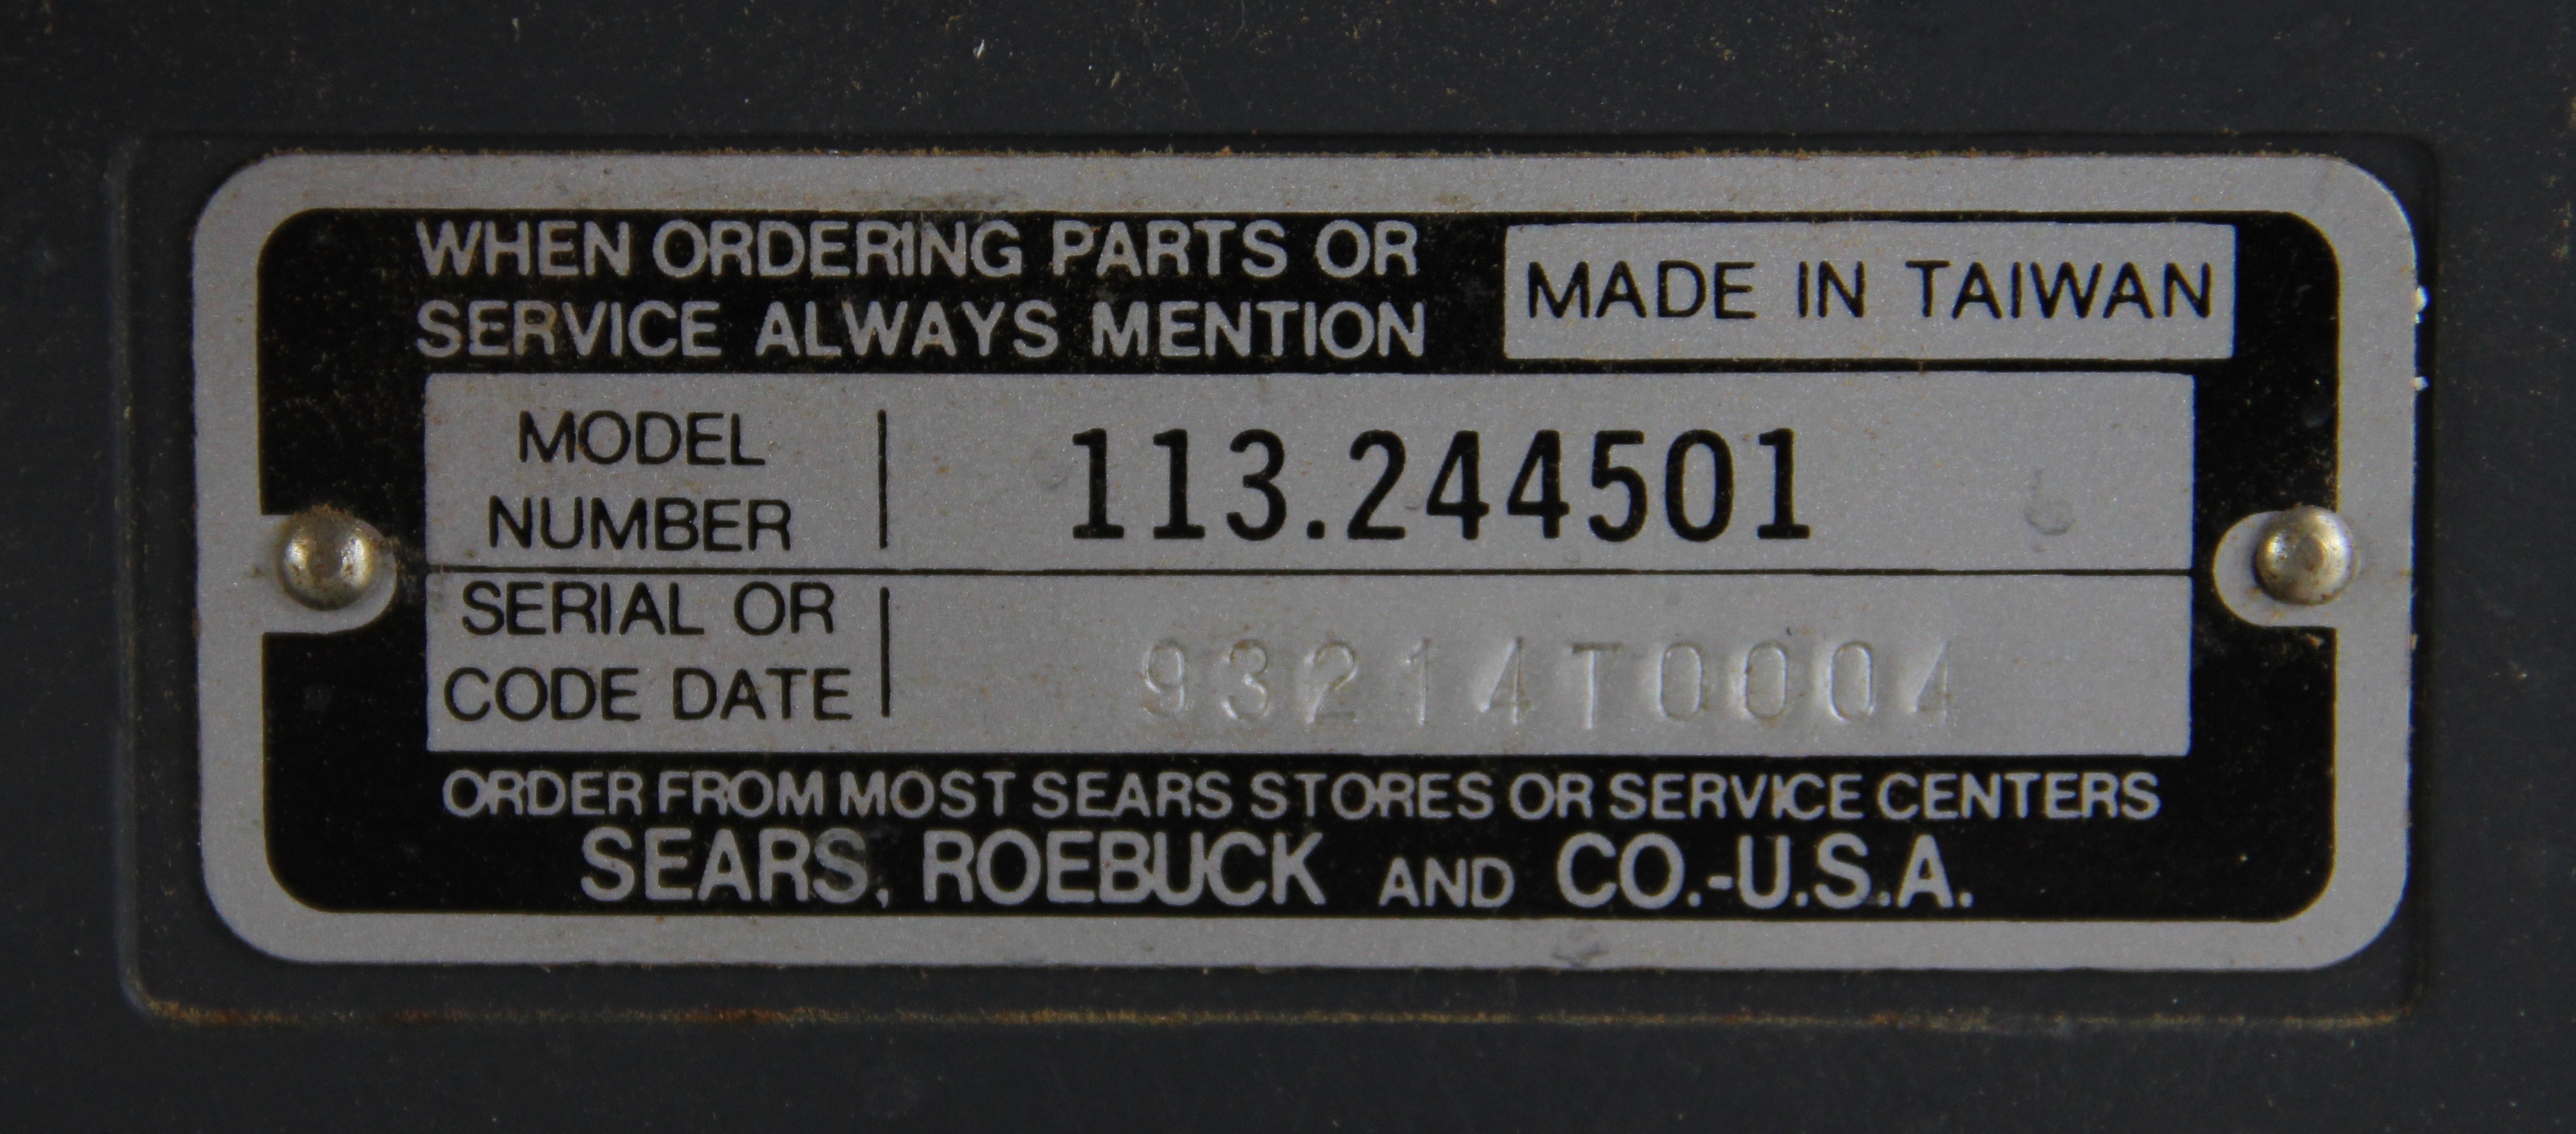 WHEN ORDERING PARTS OR
SERVICE ALWAYS MENTION
MADE IN TAIWAN
MODEL
NUMBER
113.244501
SERIAL OR
CODE DATE
93214T0004
ORDER FROM MOST SEARS STORES OR SERVICE CENTERS
SEARS, ROEBUCK AND CO.-U.S.A.